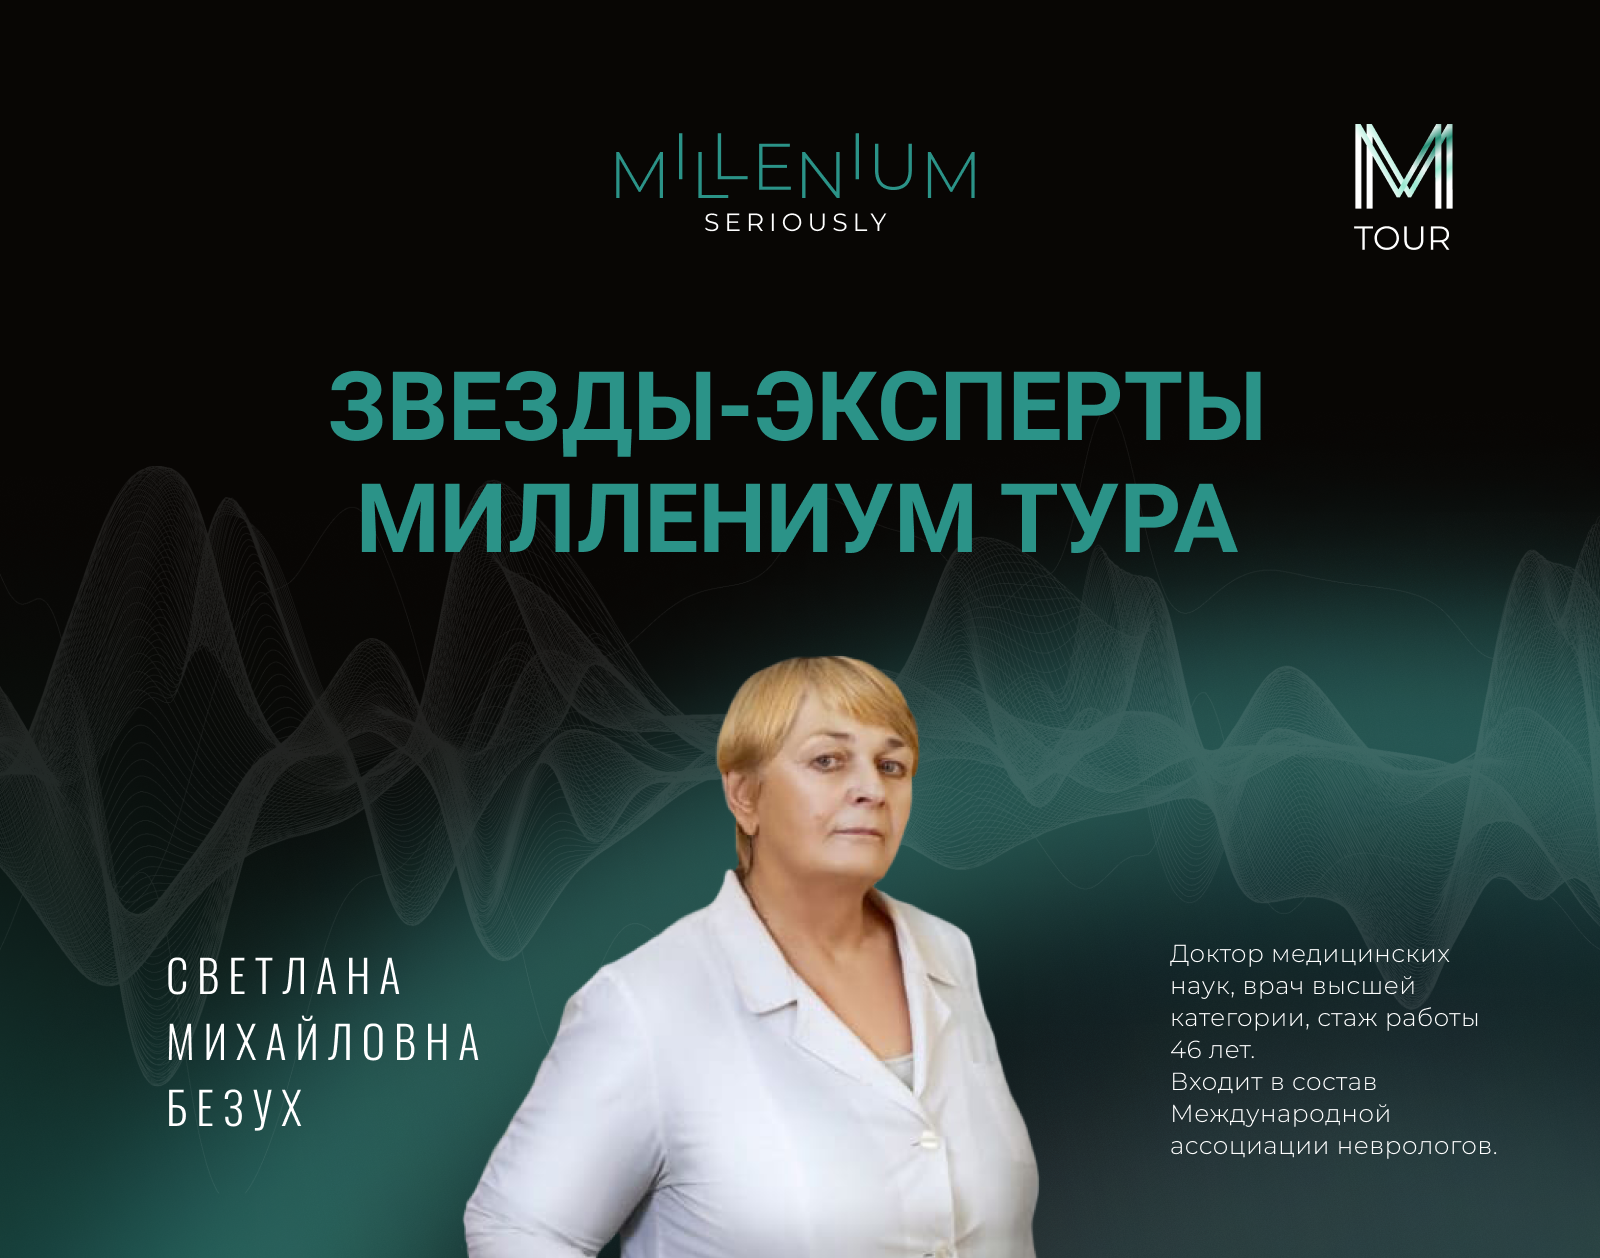 MILLENIUM
SERIOUSLY
M
TOUR
ЗВЕЗДЫ-ЭКСПЕРТЫ
МИЛЛЕНИУМ ТУРА
СВЕТЛАНА
МИХАЙЛОВНА
БЕЗУХ
Доктор медицинских
наук, врач высшей
категории, стаж работы
46 лет.
Входит в состав
Международной
ассоциации неврологов.